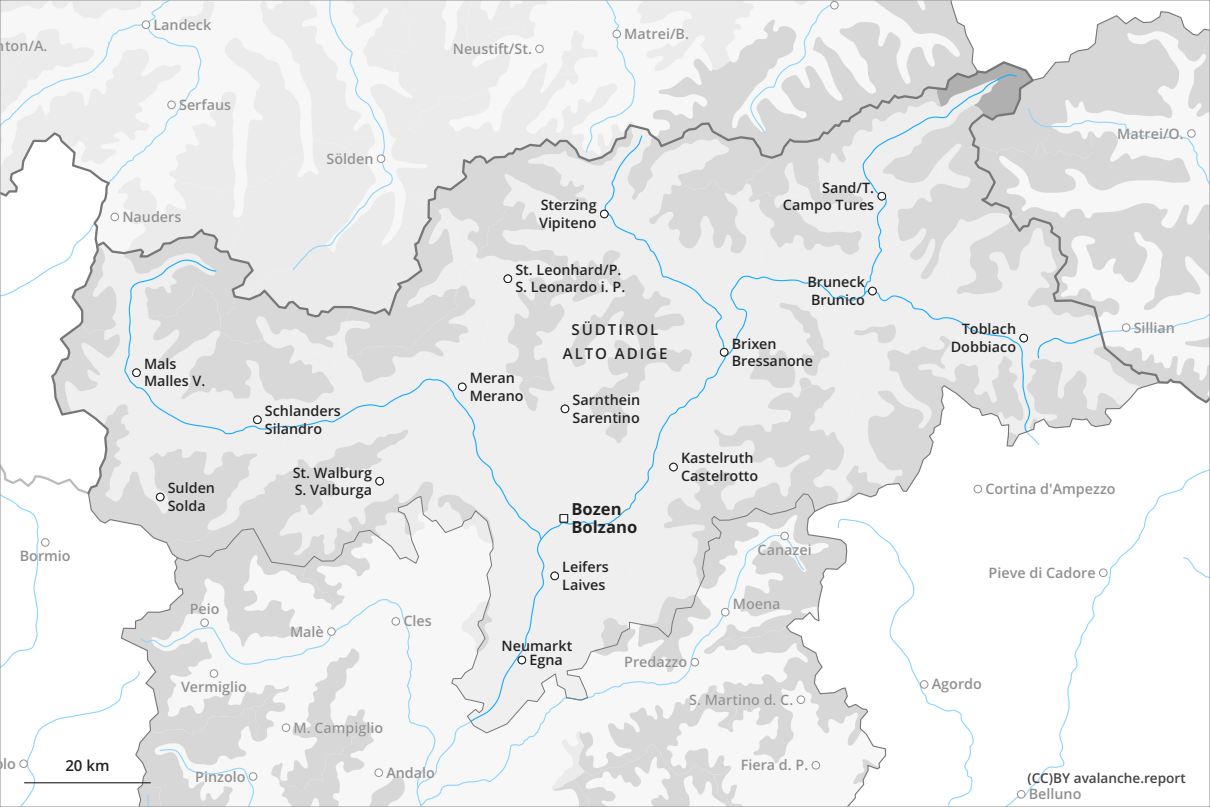 Landeck
nton/A.
Neustift/St.
Matrei/B.
Serfaus
Matrei/O.
Sölden
Sand/T.
Campo Tures
Nauders
Sterzing
Vipiteno
St. Leonhard/P.
S. Leonardo i. P.
Bruneck
Brunico
SÜDTIROL
ALTO ADIGE
Toblach
Dobbiaco
Sillian
Brixen
Bressanone
Mals
Malles V.
Meran
Merano
Sarnthein
Sarentino
Schlanders
Silandro
Kastelruth
Castelrotto
St. Walburg
S. Valburga
Sulden
Solda
Cortina d'Ampezzo
Bozen
Bolzano
Bormio
Canazei
Leifers
Laives
Pieve di Cadore
Peio
Moena
Malè
Cles
Neumarkt
Egna
Predazzo
Vermiglio
Agordo
S. Martino d. C.
M. Campiglio
olo
20 km
Pinzolo
Andalo
Fiera d. P.
(CC)BY avalanche.report
Belluno